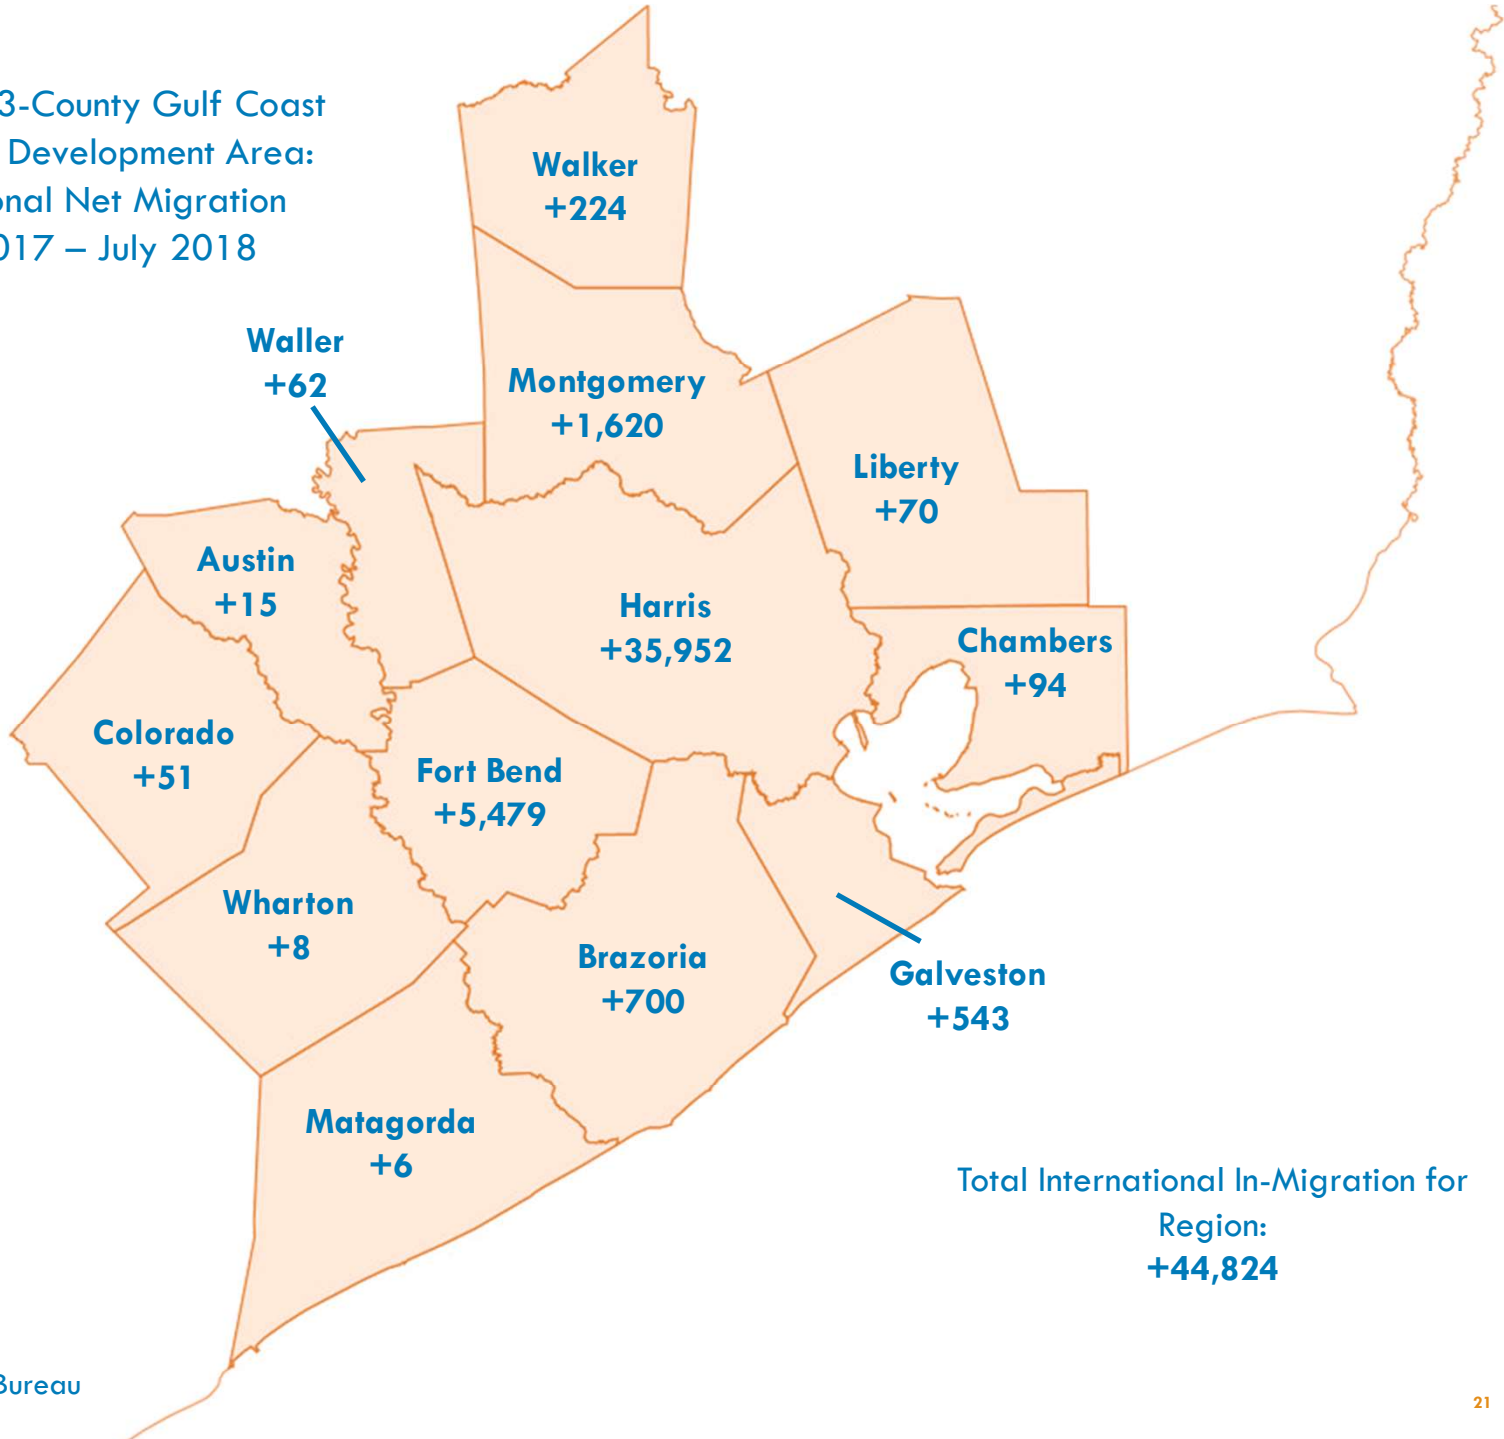 3-County Gulf Coast
Development Area:
onal Net Migration
017 – July 2018
Walker
+224
Waller
+62
Montgomery
+1,620
Liberty
+70
Austin
+15
Harris
+35,952
Chambers
+94
Colorado
+51
Fort Bend
+5,479
Wharton
+8
Brazoria
+700
Galveston
+543
Matagorda
+6
Total International In-Migration for
Region:
+44,824
Bureau
21